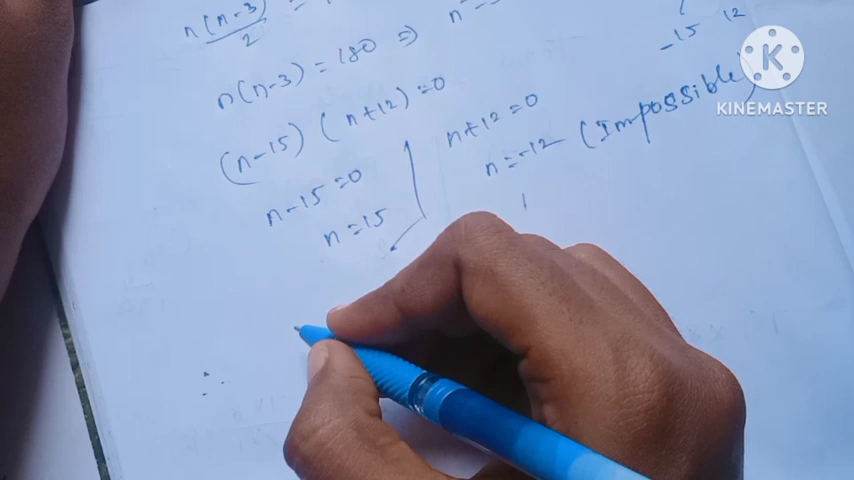 n(n-3)
2
n(n-3) = 180 ⇒
-15 12
(n-15) (n+12) = 0
n-15 = 0
n+12 = 0
n = 15
n = -12 (Impossible)
K
KINEMASTER